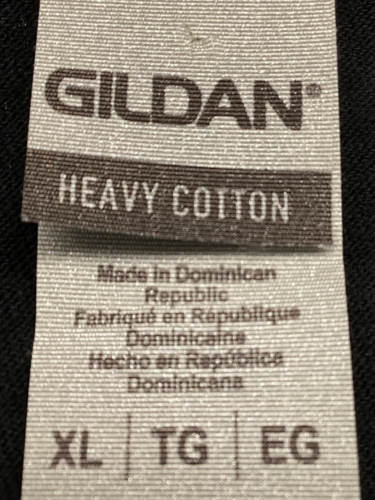 GILDAN®
HEAVY COTTON
Made in Dominican
Republic
Fabriqué en République
Dominicaine
Hecho en República
Dominicana
XL | TG | EG